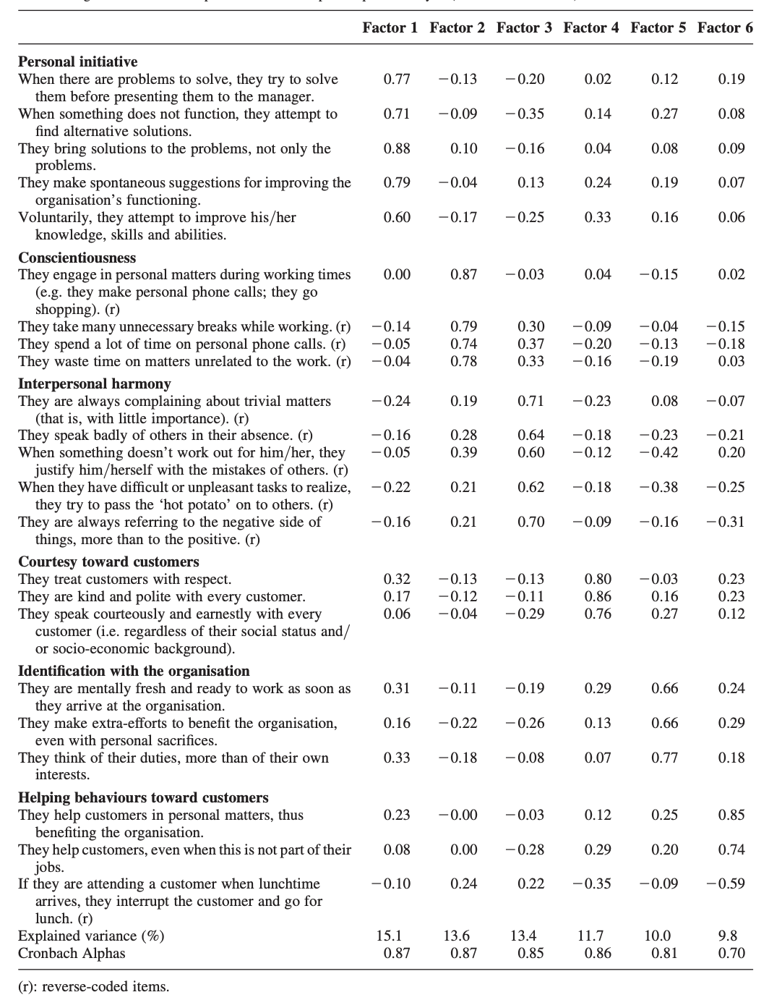 Factor 1 Factor 2 Factor 3 Factor 4 Factor 5 Factor 6
Personal initiative
When there are problems to solve, they try to solve 0.77 −0.13 −0.20 0.02 0.12 0.19
them before presenting them to the manager.
When something does not function, they attempt to 0.71 −0.09 −0.35 0.14 0.27 0.08
find alternative solutions.
They bring solutions to the problems, not only the 0.88 0.10 −0.16 0.04 0.08 0.09
problems.
They make spontaneous suggestions for improving the 0.79 −0.04 0.13 0.24 0.19 0.07
organisation's functioning.
Voluntarily, they attempt to improve his/her 0.60 −0.17 −0.25 0.33 0.16 0.06
knowledge, skills and abilities.
Conscientiousness
They engage in personal matters during working times 0.00 0.87 −0.03 0.04 −0.15 0.02
(e.g. they make personal phone calls; they go
shopping). (r)
They take many unnecessary breaks while working. (r) −0.14 0.79 0.30 −0.09 −0.04 −0.15
They spend a lot of time on personal phone calls. (r) −0.05 0.74 0.37 −0.20 −0.13 −0.18
They waste time on matters unrelated to the work. (r) −0.04 0.78 0.33 −0.16 −0.19 0.03
Interpersonal harmony
They are always complaining about trivial matters −0.24 0.19 0.71 −0.23 0.08 −0.07
(that is, with little importance). (r)
They speak badly of others in their absence. (r) −0.16 0.28 0.64 −0.18 −0.23 −0.21
When something doesn't work out for him/her, they −0.05 0.39 0.60 −0.12 −0.42 0.20
justify him/herself with the mistakes of others. (r)
When they have difficult or unpleasant tasks to realize, −0.22 0.21 0.62 −0.18 −0.38 −0.25
they try to pass the 'hot potato' on to others. (r)
They are always referring to the negative side of −0.16 0.21 0.70 −0.09 −0.16 −0.31
things, more than to the positive. (r)
Courtesy toward customers
They treat customers with respect. 0.32 −0.13 −0.13 0.80 −0.03 0.23
They are kind and polite with every customer. 0.17 −0.12 −0.11 0.86 0.16 0.23
They speak courteously and earnestly with every 0.06 −0.04 −0.29 0.76 0.27 0.12
customer (i.e. regardless of their social status and/
or socio-economic background).
Identification with the organisation
They are mentally fresh and ready to work as soon as 0.31 −0.11 −0.19 0.29 0.66 0.24
they arrive at the organisation.
They make extra-efforts to benefit the organisation, 0.16 −0.22 −0.26 0.13 0.66 0.29
even with personal sacrifices.
They think of their duties, more than of their own 0.33 −0.18 −0.08 0.07 0.77 0.18
interests.
Helping behaviours toward customers
They help customers in personal matters, thus 0.23 −0.00 −0.03 0.12 0.25 0.85
benefiting the organisation.
They help customers, even when this is not part of their 0.08 0.00 −0.28 0.29 0.20 0.74
jobs.
If they are attending a customer when lunchtime −0.10 0.24 0.22 −0.35 −0.09 −0.59
arrives, they interrupt the customer and go for
lunch. (r)
Explained variance (%) 15.1 13.6 13.4 11.7 10.0 9.8
Cronbach Alphas 0.87 0.87 0.85 0.86 0.81 0.70
(r): reverse-coded items.